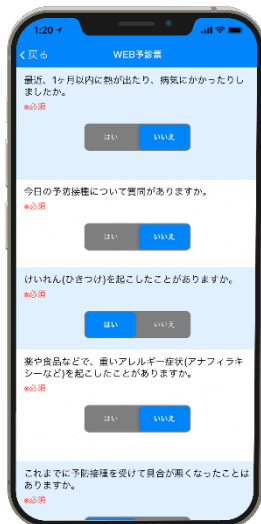 1:20
戻る
WEB予診票
最近、1ヶ月以内に熱が出たり、病気にかかったりし
ましたか。
※必須
はい いいえ
今日の予防接種について質問がありますか。
※必須
はい いいえ
けいれん(ひきつけ)を起こしたことがありますか。
※必須
はい いいえ
薬や食品などで、重いアレルギー症状(アナフィラキ
シーなど)を起こしたことがありますか。
※必須
はい いいえ
これまでに予防接種を受けて具合が悪くなったことは
ありますか。
※必須